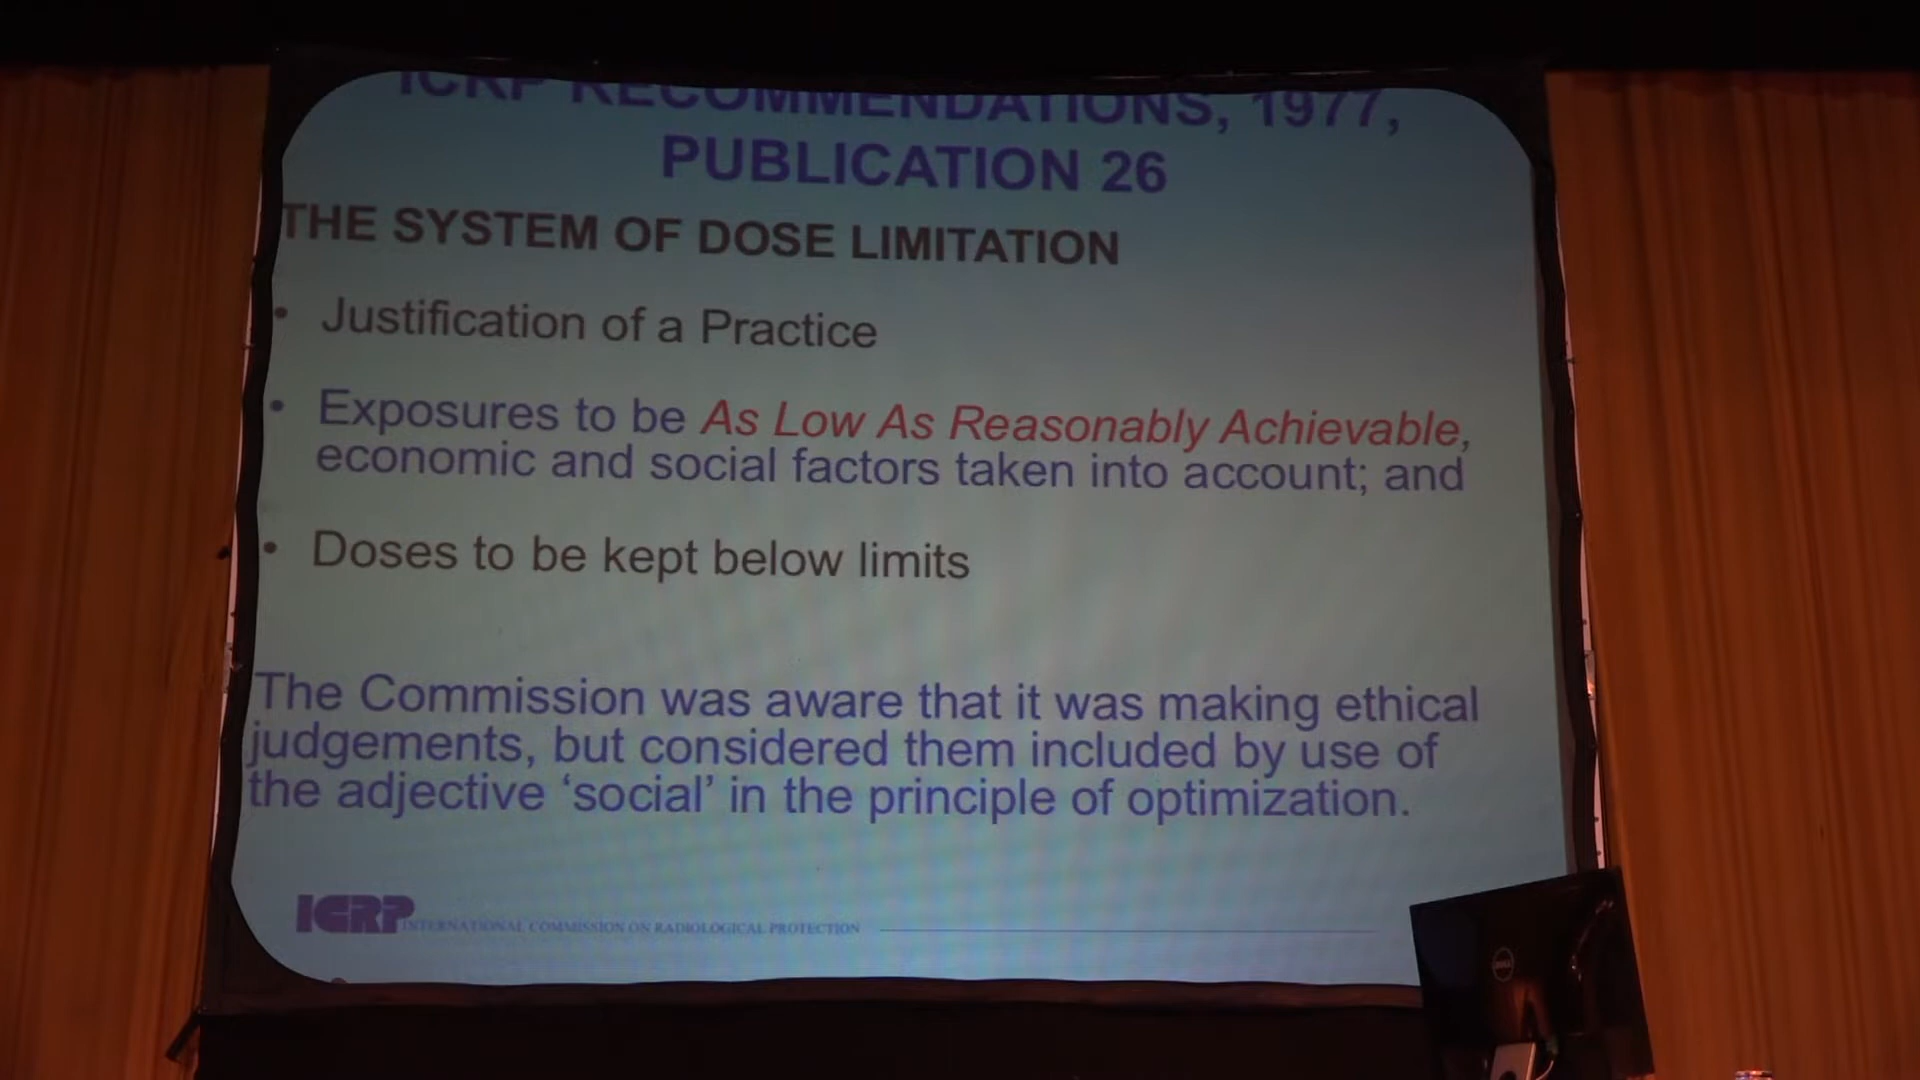 ICRP RECOMMENDATIONS, 1977,
PUBLICATION 26
THE SYSTEM OF DOSE LIMITATION
• Justification of a Practice
• Exposures to be As Low As Reasonably Achievable,
economic and social factors taken into account; and
• Doses to be kept below limits
The Commission was aware that it was making ethical
judgements, but considered them included by use of
the adjective ‘social’ in the principle of optimization.
ICRP INTERNATIONAL COMMISSION ON RADIOLOGICAL PROTECTION
DELL